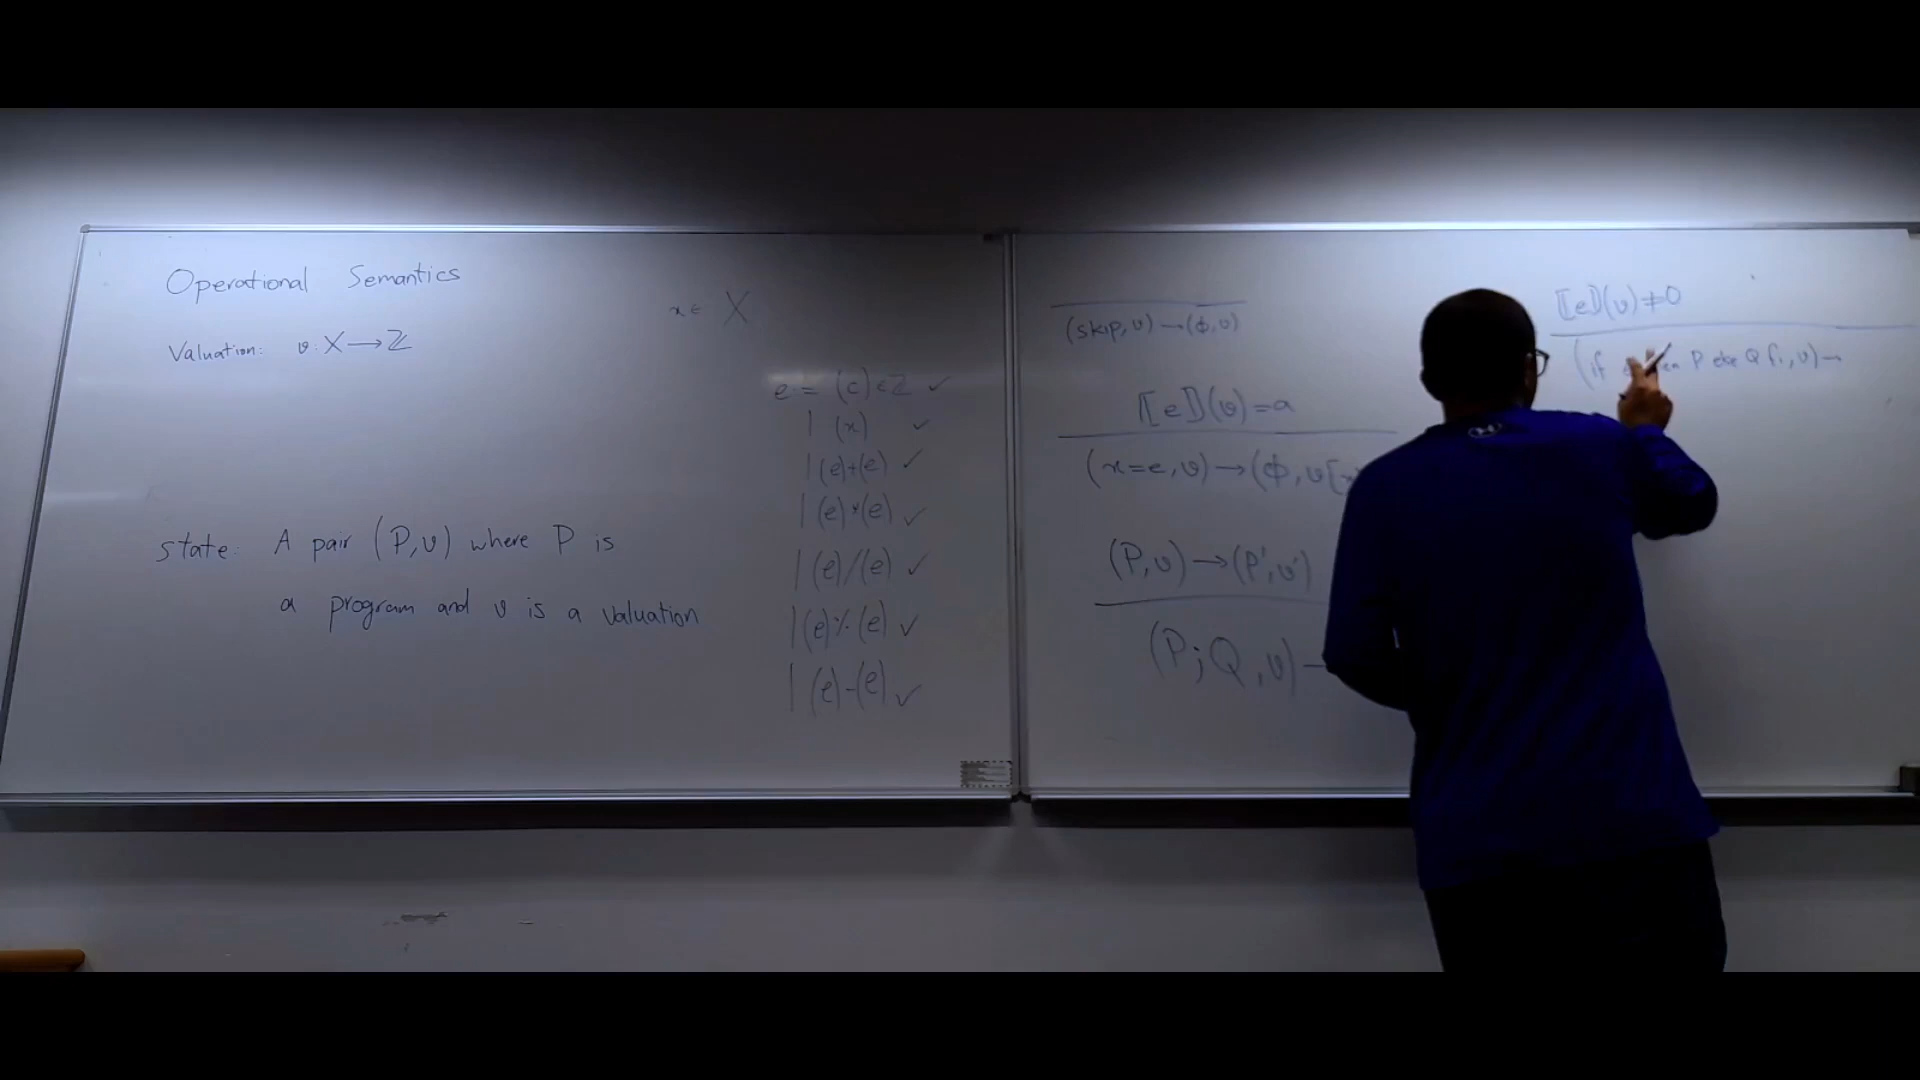 Operational Semantics
Valuation: v: X → ℤ
x ∈ X
e := (c) ∈ ℤ ✓
| (x) ✓
| (e)+(e) ✓
| (e)*(e) ✓
| (e)/(e) ✓
| (e)%(e) ✓
| (e)-(e) ✓
state: A pair (P,v) where P is
a program and v is a valuation
(skip, v) → (ϕ, v)
⟦e⟧(v) = a
(x=e, v) → (ϕ, v[x
(P,v) → (P',v')
(P;Q, v) →
⟦e⟧(v) ≠ 0
(if P else Q fi, v) →